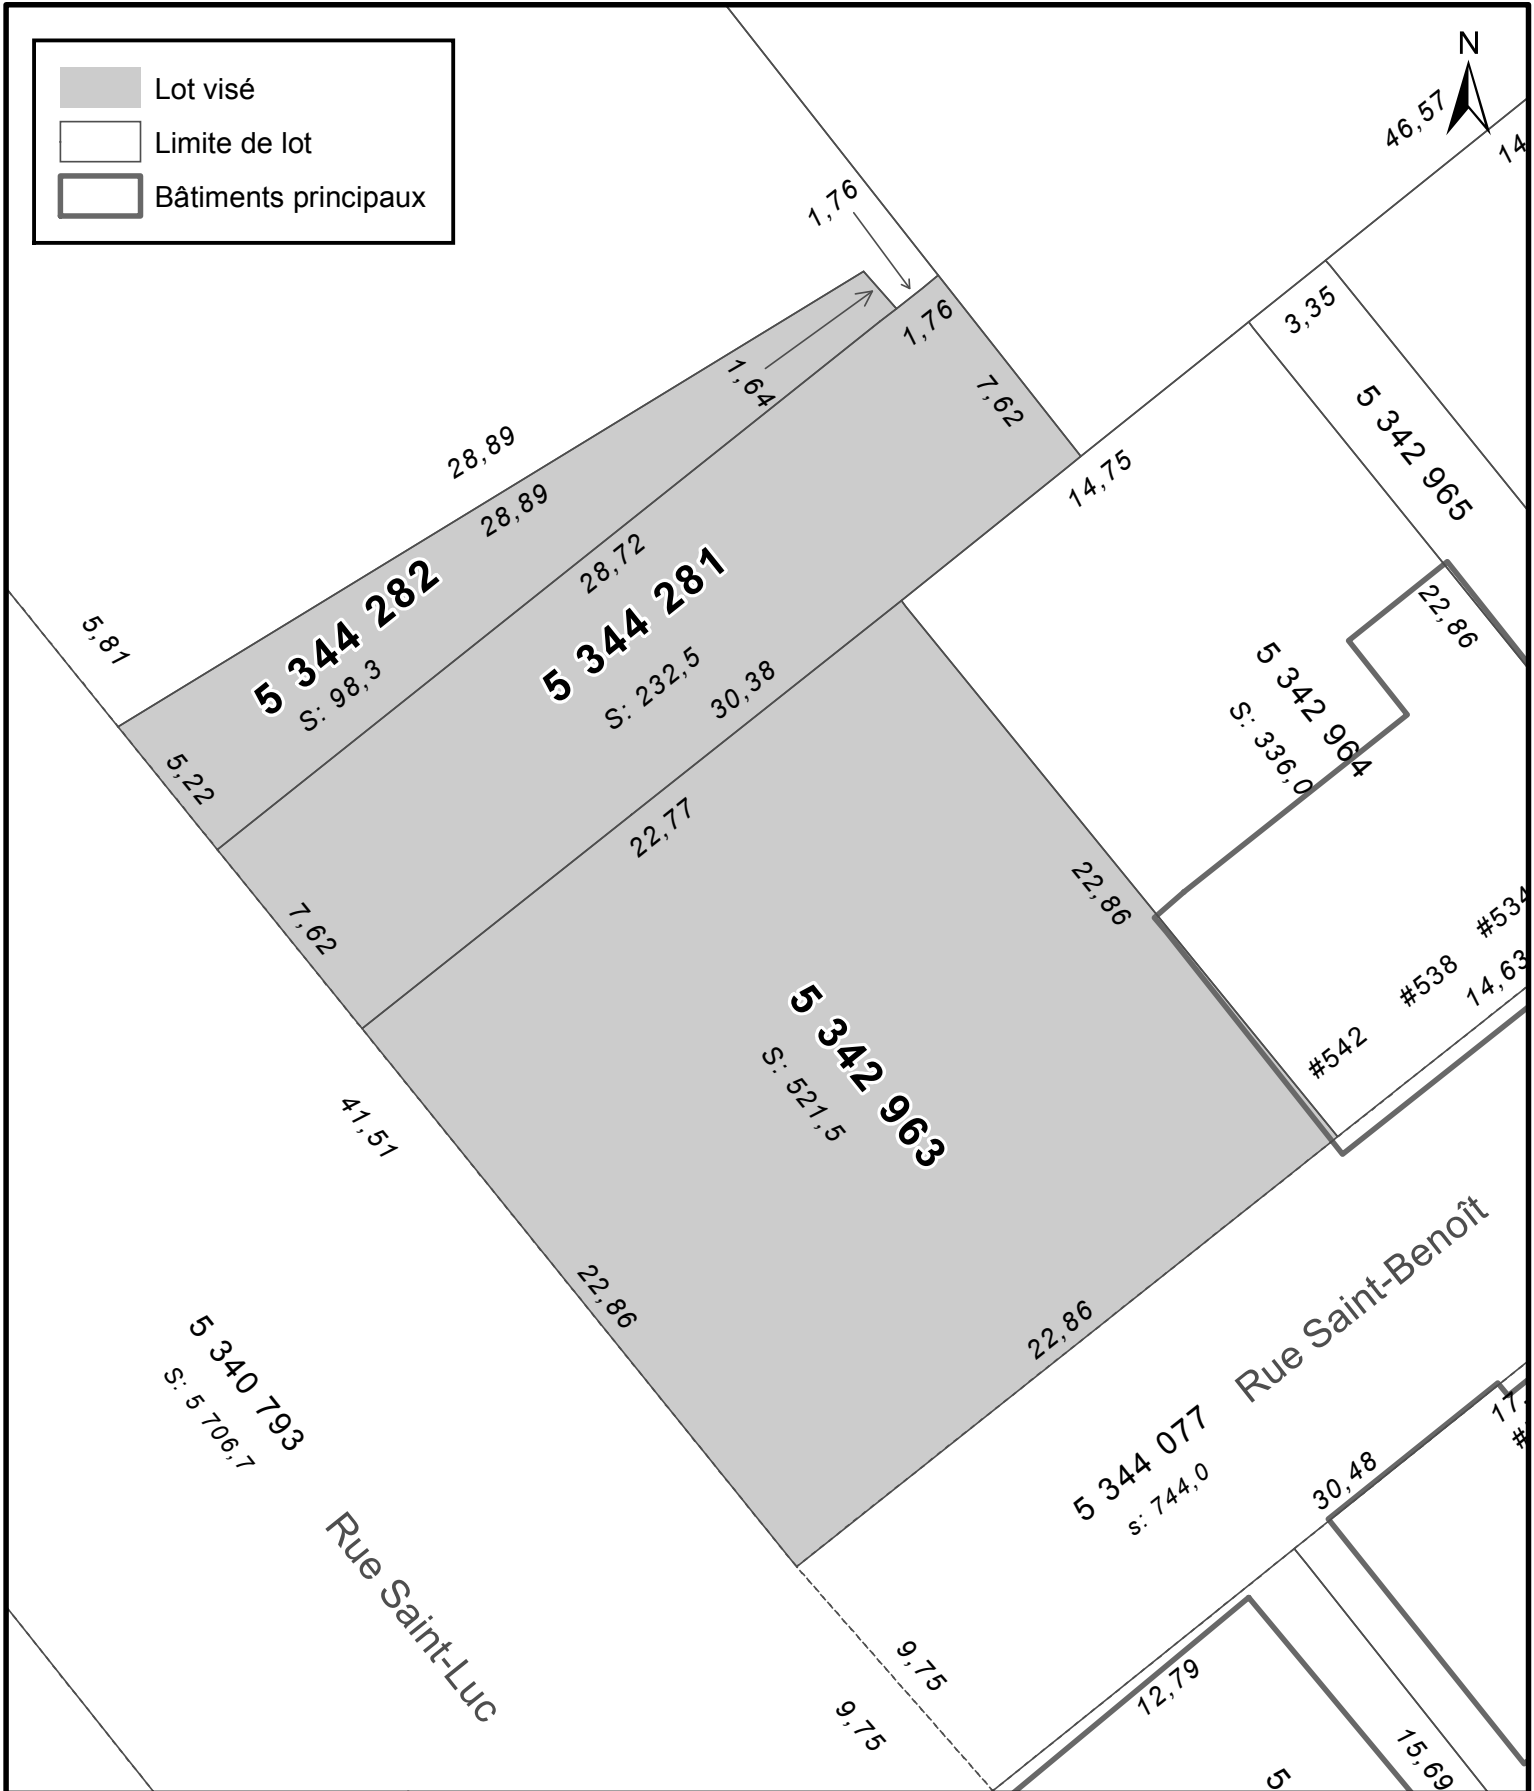 Lot visé
Limite de lot
Bâtiments principaux
N
46,57
14
1,76
1,76
3,35
1,64
7,62
5 342 965
28,89
28,89
14,75
28,72
22,86
5 344 282
S: 98,3
5 344 281
S: 232,5
5,81
30,38
5 342 964
S: 336,0
5,22
22,77
7,62
22,86
#534
#538
14,63
#542
5 342 963
S: 521,5
41,51
22,86
22,86
Rue Saint-Benoît
5 340 793
S: 5 706,7
5 344 077
s: 744,0
17,
#
30,48
Rue Saint-Luc
9,75
9,75
12,79
15,69
5